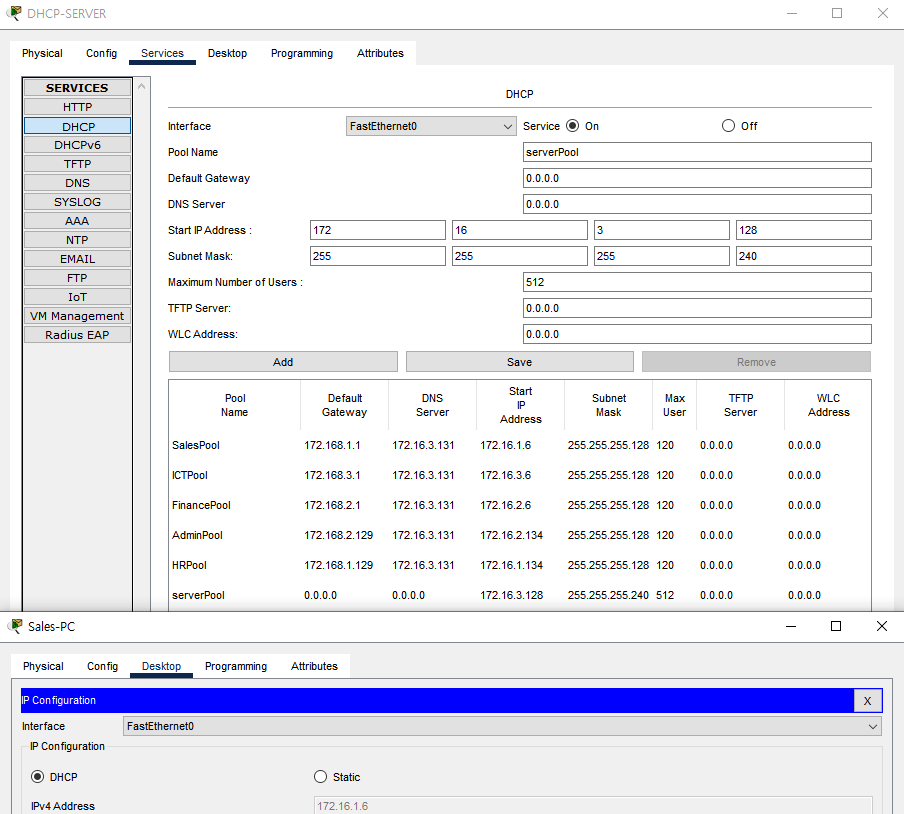 DHCP-SERVER
Physical Config Services Desktop Programming Attributes
SERVICES
HTTP
DHCP
DHCPv6
TFTP
DNS
SYSLOG
AAA
NTP
EMAIL
FTP
IoT
VM Management
Radius EAP
DHCP
Interface FastEthernet0 Service On Off
Pool Name serverPool
Default Gateway 0.0.0.0
DNS Server 0.0.0.0
Start IP Address : 172 16 3 128
Subnet Mask: 255 255 255 240
Maximum Number of Users : 512
TFTP Server: 0.0.0.0
WLC Address: 0.0.0.0
Add Save Remove
Pool Name Default Gateway DNS Server Start IP Address Subnet Mask Max User TFTP Server WLC Address
SalesPool 172.168.1.1 172.16.3.131 172.16.1.6 255.255.255.128 120 0.0.0.0 0.0.0.0
ICTPool 172.168.3.1 172.16.3.131 172.16.3.6 255.255.255.128 120 0.0.0.0 0.0.0.0
FinancePool 172.168.2.1 172.16.3.131 172.16.2.6 255.255.255.128 120 0.0.0.0 0.0.0.0
AdminPool 172.168.2.129 172.16.3.131 172.16.2.134 255.255.255.128 120 0.0.0.0 0.0.0.0
HRPool 172.168.1.129 172.16.3.131 172.16.1.134 255.255.255.128 120 0.0.0.0 0.0.0.0
serverPool 0.0.0.0 0.0.0.0 172.16.3.128 255.255.255.240 512 0.0.0.0 0.0.0.0
Sales-PC
Physical Config Desktop Programming Attributes
IP Configuration X
Interface FastEthernet0
IP Configuration
DHCP Static
IPv4 Address 172.16.1.6